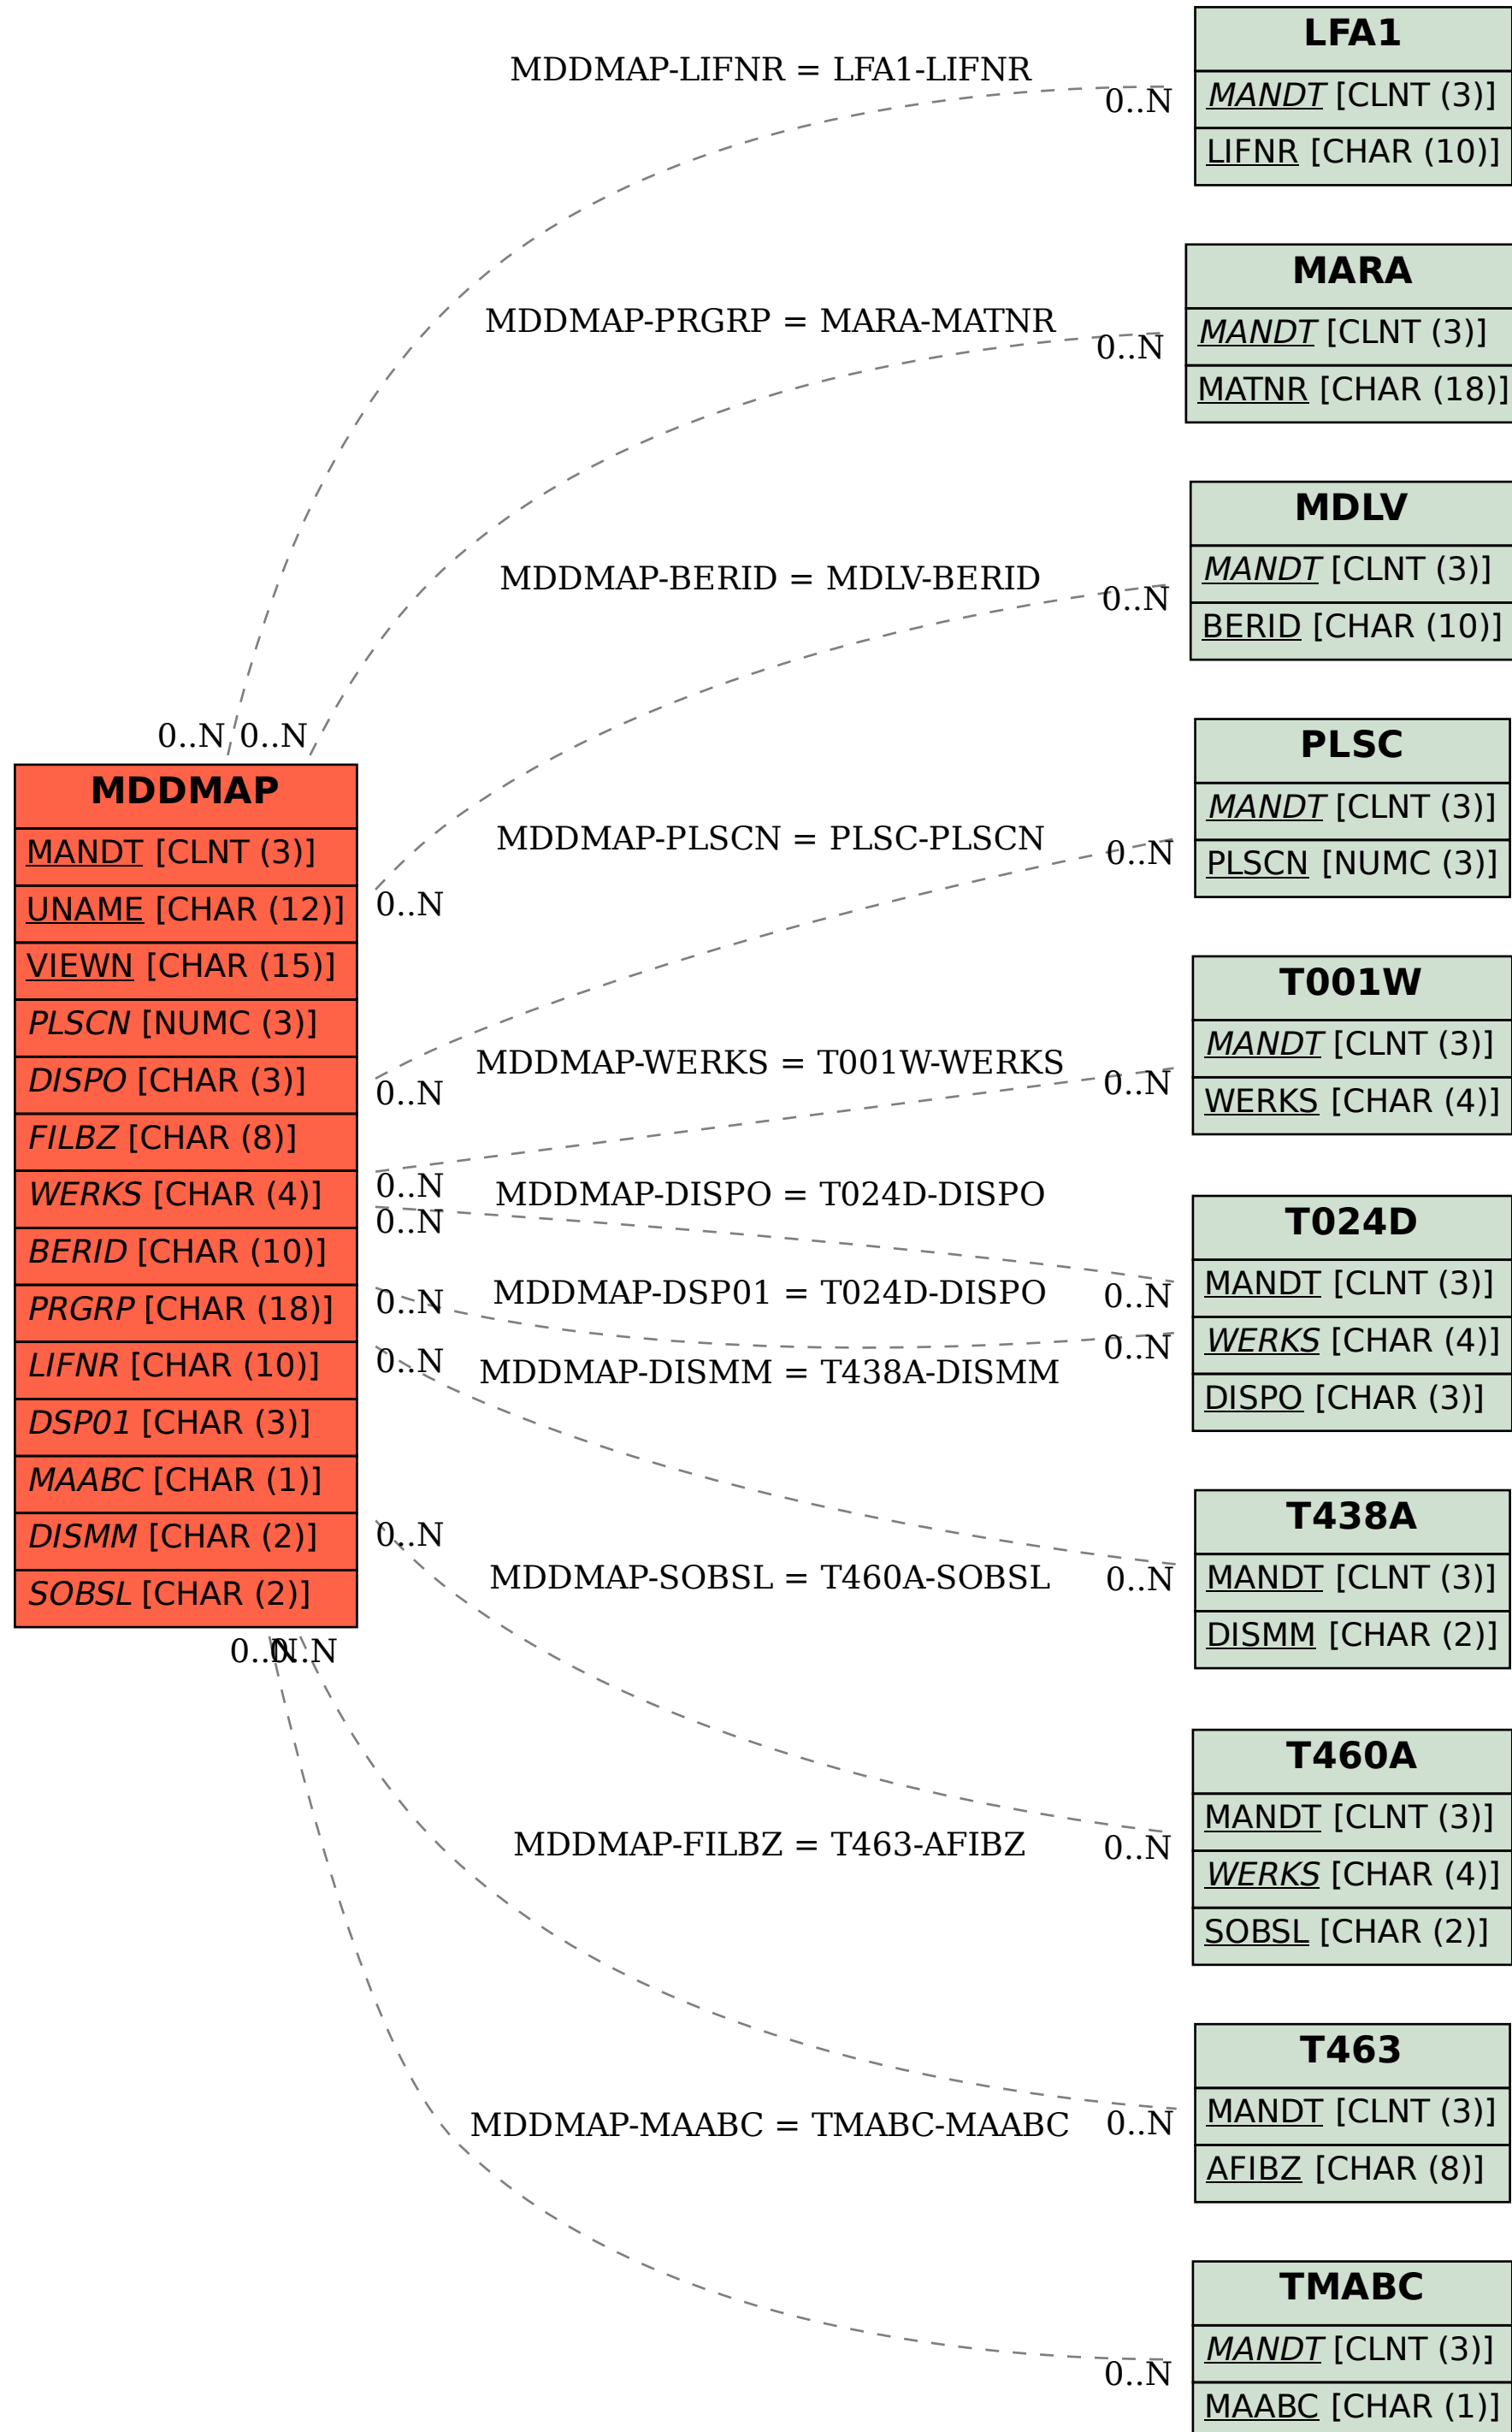 MDDMAP
MANDT [CLNT (3)]
UNAME [CHAR (12)]
VIEWN [CHAR (15)]
PLSCN [NUMC (3)]
DISPO [CHAR (3)]
FILBZ [CHAR (8)]
WERKS [CHAR (4)]
BERID [CHAR (10)]
PRGRP [CHAR (18)]
LIFNR [CHAR (10)]
DSP01 [CHAR (3)]
MAABC [CHAR (1)]
DISMM [CHAR (2)]
SOBSL [CHAR (2)]
0..N
0..N
0..N
0..N
0..N
0..N
0..N
0..N
0..N
0..N
0..N
MDDMAP-LIFNR = LFA1-LIFNR
0..N
MDDMAP-PRGRP = MARA-MATNR
0..N
MDDMAP-BERID = MDLV-BERID
0..N
MDDMAP-PLSCN = PLSC-PLSCN
0..N
MDDMAP-WERKS = T001W-WERKS
0..N
MDDMAP-DISPO = T024D-DISPO
0..N
MDDMAP-DSP01 = T024D-DISPO
0..N
MDDMAP-DISMM = T438A-DISMM
0..N
MDDMAP-SOBSL = T460A-SOBSL
0..N
MDDMAP-FILBZ = T463-AFIBZ
0..N
MDDMAP-MAABC = TMABC-MAABC
0..N
LFA1
MANDT [CLNT (3)]
LIFNR [CHAR (10)]
MARA
MANDT [CLNT (3)]
MATNR [CHAR (18)]
MDLV
MANDT [CLNT (3)]
BERID [CHAR (10)]
PLSC
MANDT [CLNT (3)]
PLSCN [NUMC (3)]
T001W
MANDT [CLNT (3)]
WERKS [CHAR (4)]
T024D
MANDT [CLNT (3)]
WERKS [CHAR (4)]
DISPO [CHAR (3)]
T438A
MANDT [CLNT (3)]
DISMM [CHAR (2)]
T460A
MANDT [CLNT (3)]
WERKS [CHAR (4)]
SOBSL [CHAR (2)]
T463
MANDT [CLNT (3)]
AFIBZ [CHAR (8)]
TMABC
MANDT [CLNT (3)]
MAABC [CHAR (1)]